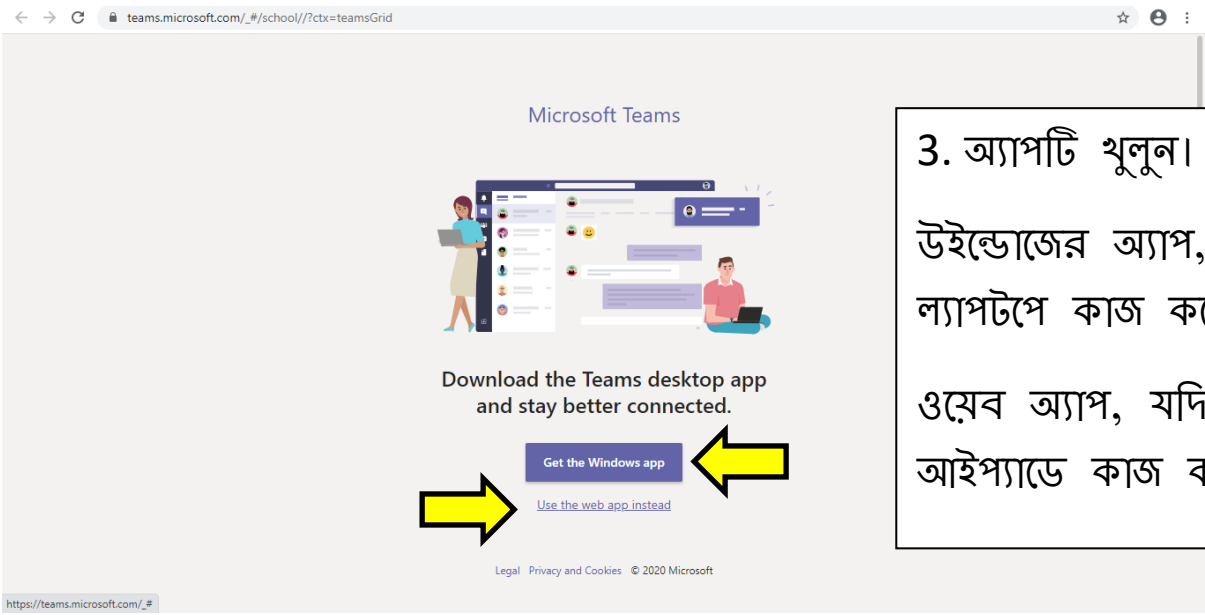 teams.microsoft.com/_#/school//?ctx=teamsGrid
Microsoft Teams
Download the Teams desktop app
and stay better connected.
Get the Windows app
Use the web app instead
Legal Privacy and Cookies © 2020 Microsoft
https://teams.microsoft.com/_#
3. অ্যাপটি খুলুন।
উইন্ডোজের অ্যাপ,
ল্যাপটপে কাজ
ওয়েব অ্যাপ, যদি
আইপ্যাডে কাজ